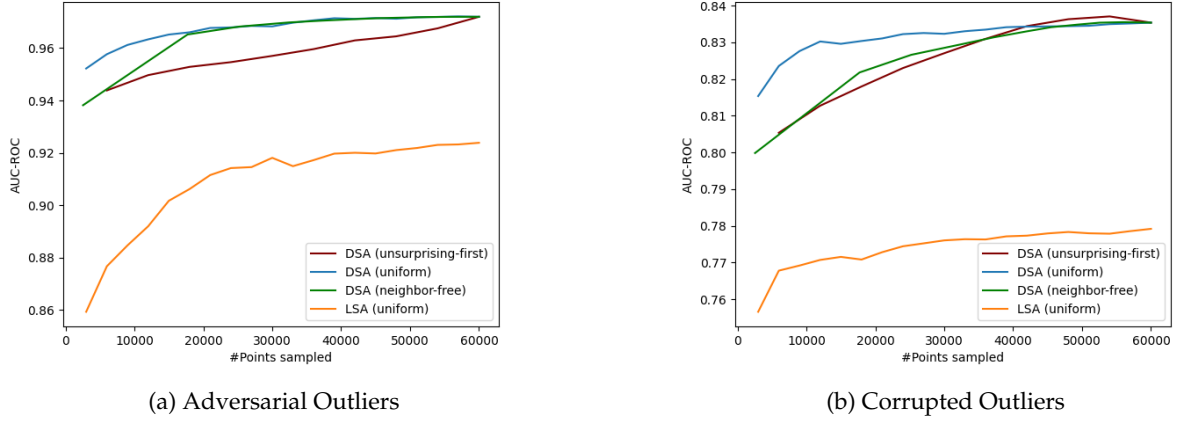 0.96
0.94
0.92
0.90
0.88
0.86
AUC-ROC
0 10000 20000 30000 40000 50000 60000
#Points sampled
DSA (unsurprising-first)
DSA (uniform)
DSA (neighbor-free)
LSA (uniform)
(a) Adversarial Outliers
0.84
0.83
0.82
0.81
0.80
0.79
0.78
0.77
0.76
AUC-ROC
0 10000 20000 30000 40000 50000 60000
#Points sampled
DSA (unsurprising-first)
DSA (uniform)
DSA (neighbor-free)
LSA (uniform)
(b) Corrupted Outliers